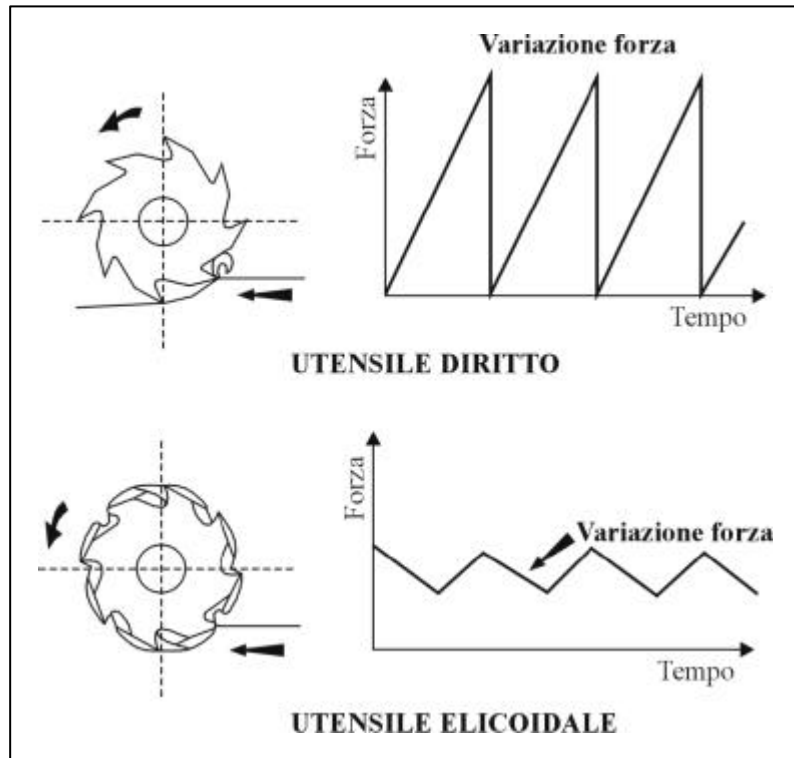 Variazione forza
Forza
Tempo
UTENSILE DIRITTO
Forza
Variazione forza
Tempo
UTENSILE ELICOIDALE